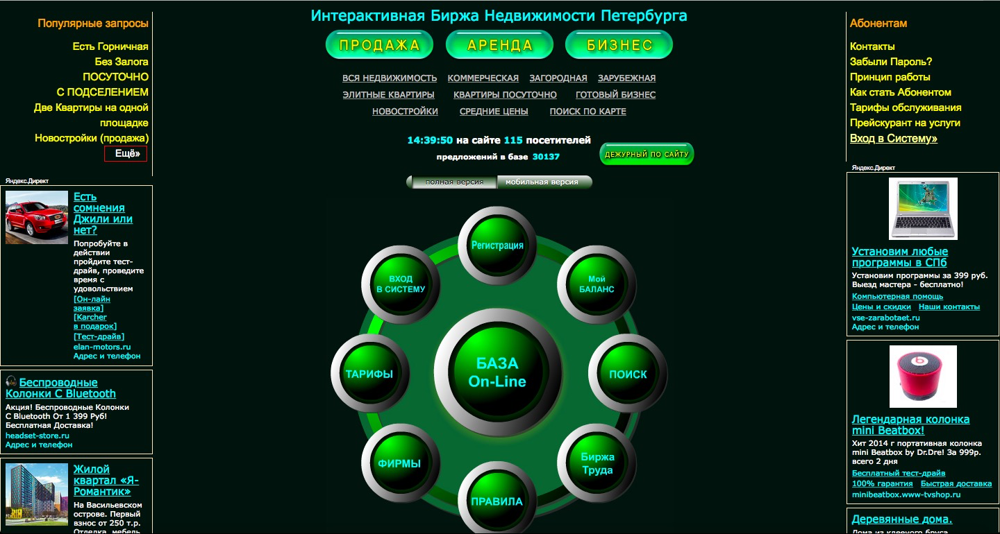 Интерактивная Биржа Недвижимости Петербурга
ПРОДАЖА АРЕНДА БИЗНЕС
ВСЯ НЕДВИЖИМОСТЬ КОММЕРЧЕСКАЯ ЗАГОРОДНАЯ ЗАРУБЕЖНАЯ
ЭЛИТНЫЕ КВАРТИРЫ КВАРТИРЫ ПОСУТОЧНО ГОТОВЫЙ БИЗНЕС
НОВОСТРОЙКИ СРЕДНИЕ ЦЕНЫ ПОИСК ПО КАРТЕ
14:39:50 на сайте 115 посетителей
предложений в базе 30137
ДЕЖУРНЫЙ ПО САЙТУ
полная версия мобильная версия
Популярные запросы
Есть Горничная
Без Залога
ПОСУТОЧНО
С ПОДСЕЛЕНИЕМ
Две Квартиры на одной
площадке
Новостройки (продажа)
Ещё»
Яндекс.Директ
Есть
сомнения
Джили или
нет?
Попробуйте в
действии
пройдите тест-
драйв, проведите
время с
удовольствием
[Он-лайн
заявка]
[Karcher
в подарок]
[Тест-драйв]
elan-motors.ru
Адрес и телефон
Беспроводные
Колонки С Bluetooth
Акция! Беспроводные Колонки
С Bluetooth От 1 399 Руб!
Бесплатная Доставка!
headset-store.ru
Адрес и телефон
Жилой
квартал «Я-
Романтик»
На Васильевском
острове. Первый
взнос от 250 т.р.
Отделка, мебель
Регистрация
ВХОД
В СИСТЕМУ
Мой
БАЛАНС
ТАРИФЫ
БАЗА
On-Line
ПОИСК
ФИРМЫ
Биржа
Труда
ПРАВИЛА
Абонентам
Контакты
Забыли Пароль?
Принцип работы
Как стать Абонентом
Тарифы обслуживания
Прейскурант на услуги
Вход в Систему»
Яндекс.Директ
Установим любые
программы в СПб
Установим программы за 399 руб.
Выезд мастера - бесплатно!
Компьютерная помощь
Цены и скидки Наши контакты
vse-zarabotaet.ru
Адрес и телефон
Легендарная колонка
mini Beatbox!
Хит 2014 г портативная колонка
mini Beatbox by Dr.Dre! За 999р.
всего 2 дня
Бесплатный тест-драйв
100% гарантия Быстрая доставка
minibeatbox.www-tvshop.ru
Деревянные дома.
Дома из клееного бруса